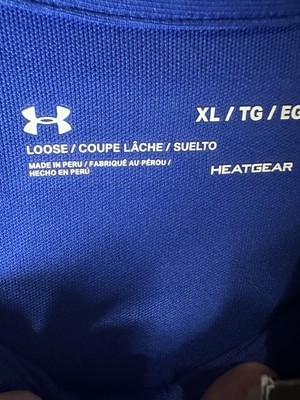 XL / TG / EG
LOOSE / COUPE LÂCHE / SUELTO
MADE IN PERU / FABRIQUÉ AU PÉROU /
HECHO EN PERÚ
HEATGEAR